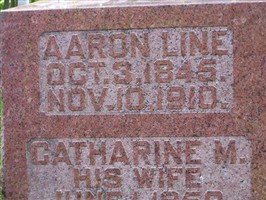 AARON LINE
OCT. 3. 1845.
NOV. 10. 1910.
CATHARINE M.
HIS WIFE